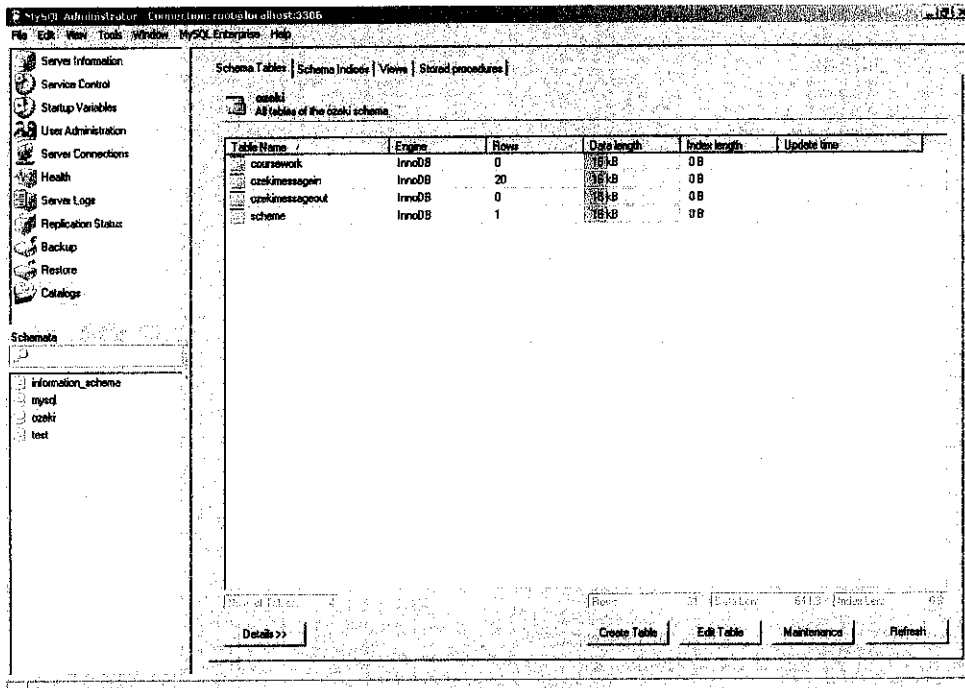 MySQL Administrator - Connection: root@localhost:3306
File Edit View Tools Window MySQL Enterprise Help
Server Information
Service Control
Startup Variables
User Administration
Server Connections
Health
Server Logs
Replication Status
Backup
Restore
Catalogs
Schemata
information_schema
mysql
ozeki
test
Schema Tables Schema Indices Views Stored procedures
ozeki
All tables of the ozeki schema
Table Name Engine Rows Data length Index length Update time
coursework InnoDB 0 16 kB 0 B
ozekimessagein InnoDB 20 16 kB 0 B
ozekimessageout InnoDB 0 16 kB 0 B
scheme InnoDB 1 16 kB 0 B
Rows:
Details >> Create Table Edit Table Maintenance Refresh